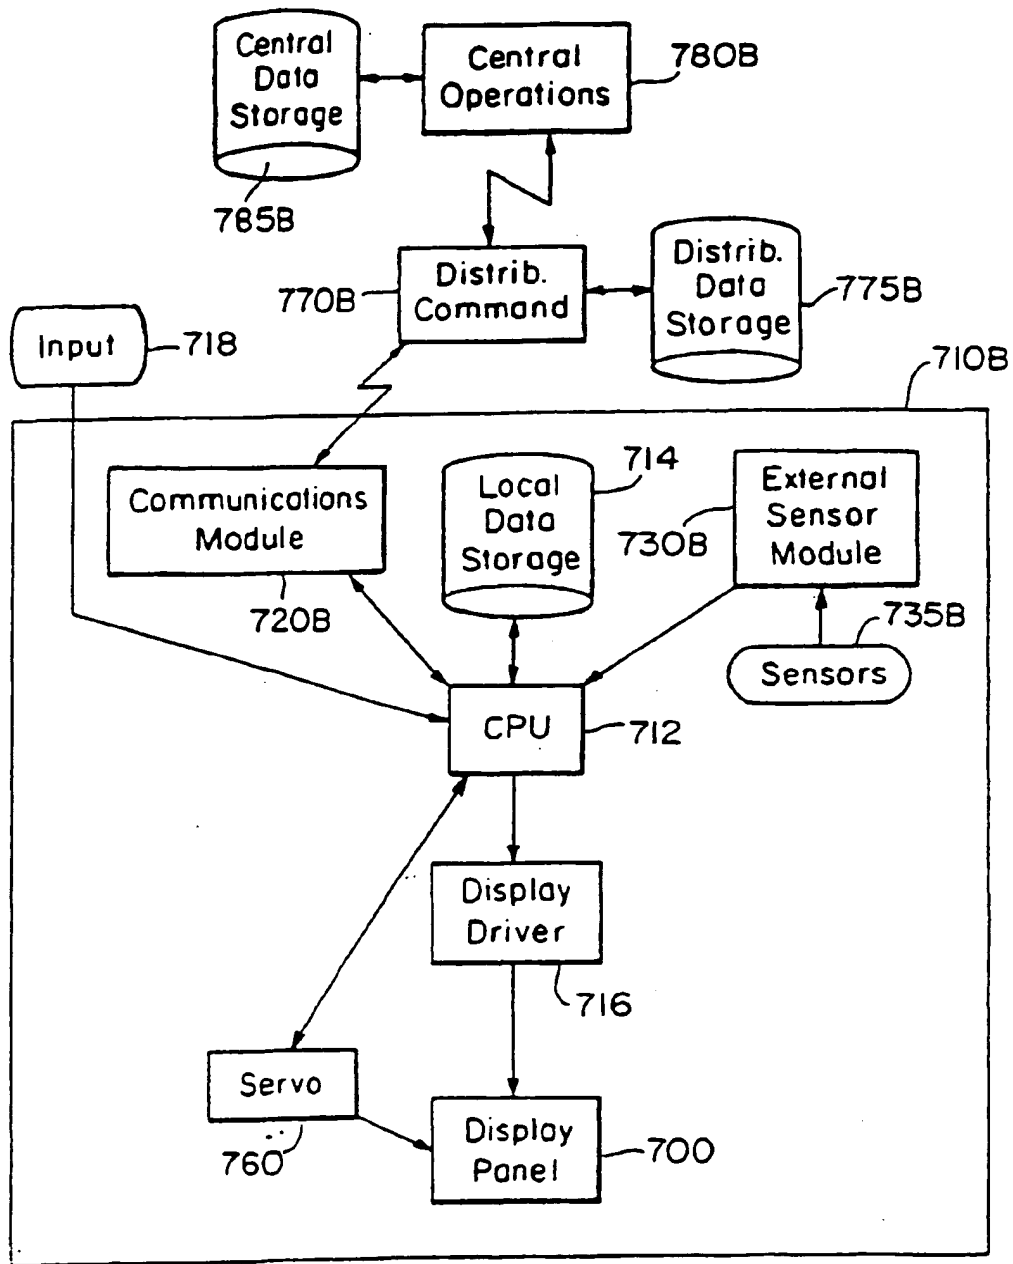 Central
Data
Storage
785B
Central
Operations
780B
Distrib.
Command
770B
Distrib.
Data
Storage
775B
Input
718
710B
Communications
Module
720B
Local
Data
Storage
714
External
Sensor
Module
730B
Sensors
735B
CPU
712
Display
Driver
716
Servo
760
Display
Panel
700